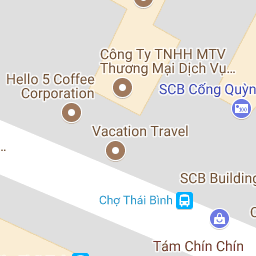 Công Ty TNHH MTV
Thương Mại Dịch Vụ...
Hello 5 Coffee
Corporation
SCB Cống Quỳn
Vacation Travel
...
SCB Building
Chợ Thái Bình
Tám Chín Chín